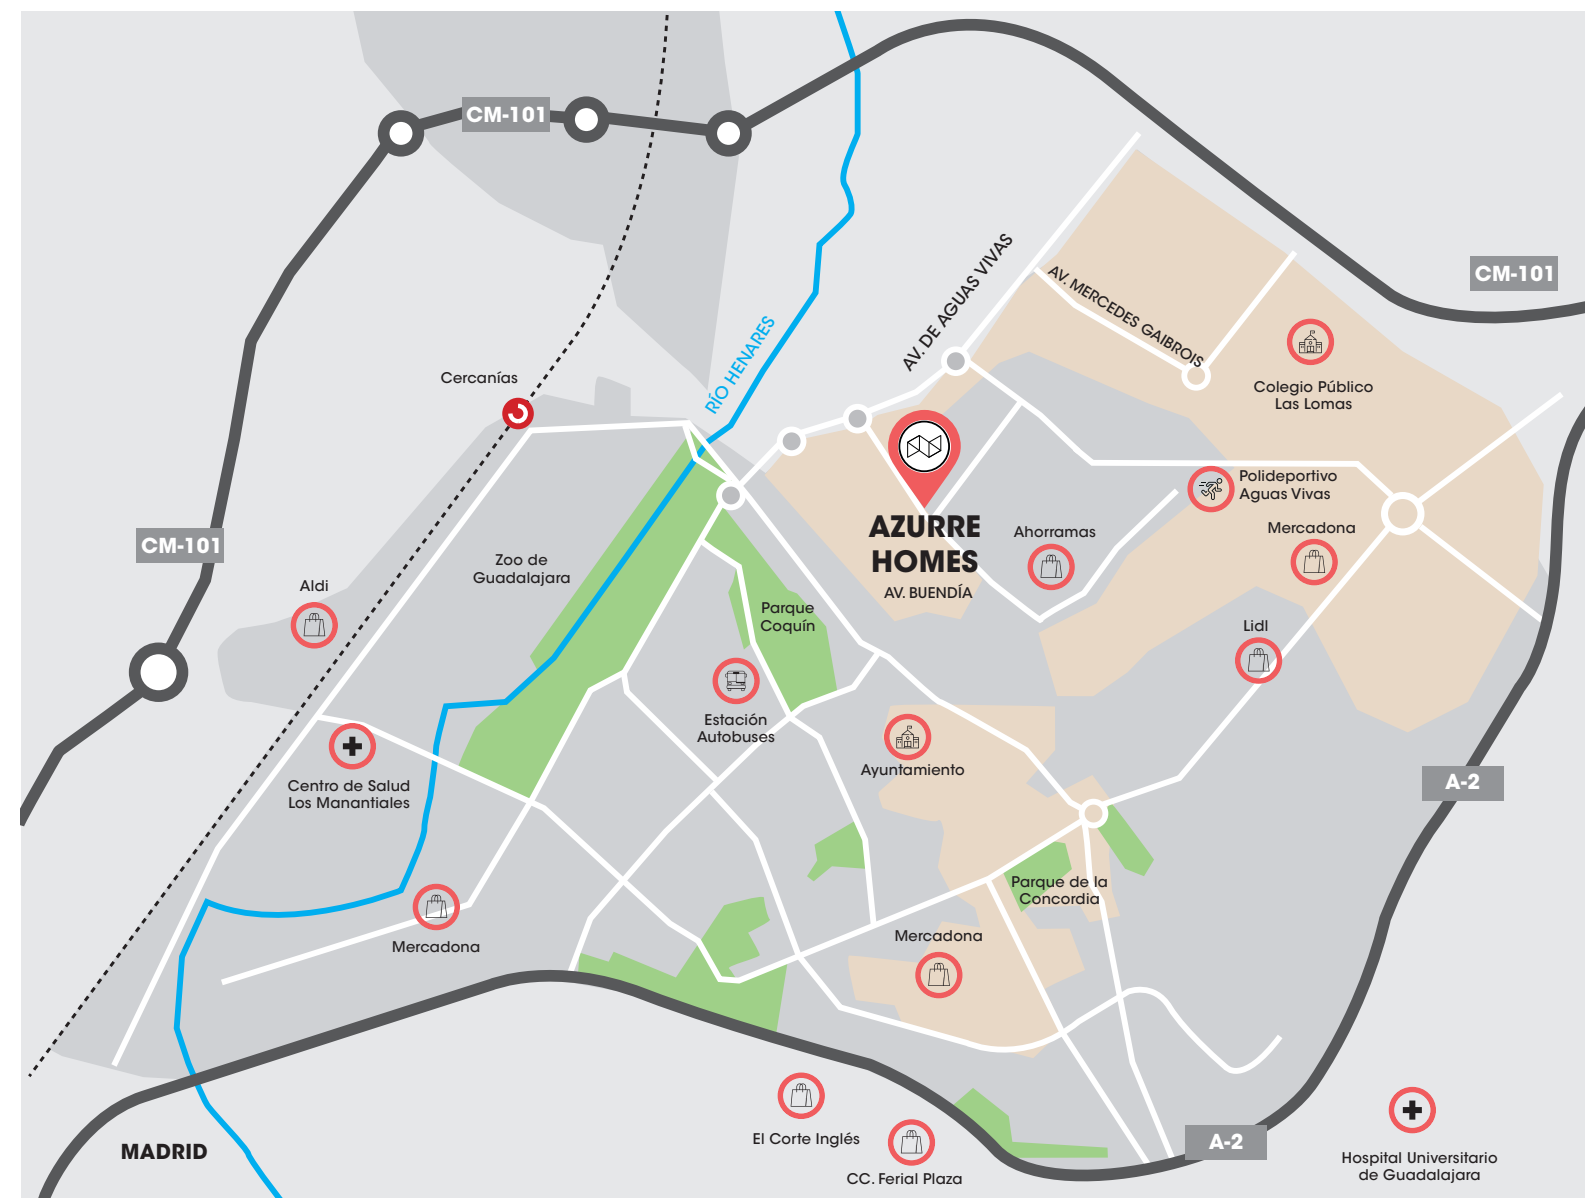 CM-101
AV. DE AGUAS VIVAS
AV. MERCEDES GAIBROIS
CM-101
RÍO HENARES
Cercanías
Colegio Público
Las Lomas
Polideportivo
Aguas Vivas
AZURRE
HOMES
AV. BUENDÍA
Ahorramas
Mercadona
CM-101
Zoo de
Guadalajara
Aldi
Parque
Coquín
Lidl
Estación
Autobuses
Ayuntamiento
Centro de Salud
Los Manantiales
A-2
Parque de la
Concordia
Mercadona
Mercadona
El Corte Inglés
CC. Ferial Plaza
A-2
MADRID
Hospital Universitario
de Guadalajara